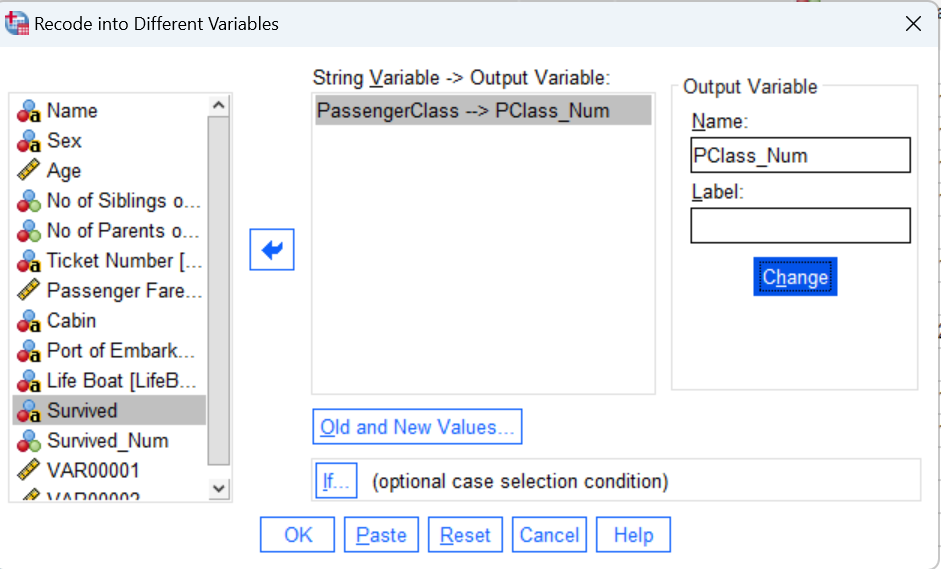 Recode into Different Variables
Name
Sex
Age
No of Siblings o...
No of Parents o...
Ticket Number [...
Passenger Fare...
Cabin
Port of Embark...
Life Boat [LifeB...
Survived
Survived_Num
VAR00001
VAR00002
String Variable -> Output Variable:
PassengerClass --> PClass_Num
Output Variable
Name:
PClass_Num
Label:
Change
Old and New Values...
If... (optional case selection condition)
OK Paste Reset Cancel Help